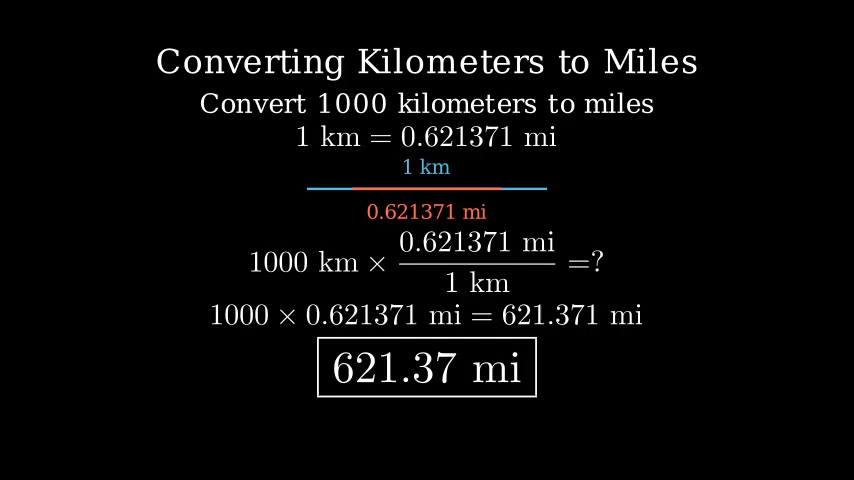 Converting Kilometers to Miles
Convert 1000 kilometers to miles
1 km = 0.621371 mi
1 km
0.621371 mi
1000 km × 0.621371 mi / 1 km =?
1000 × 0.621371 mi = 621.371 mi
621.37 mi